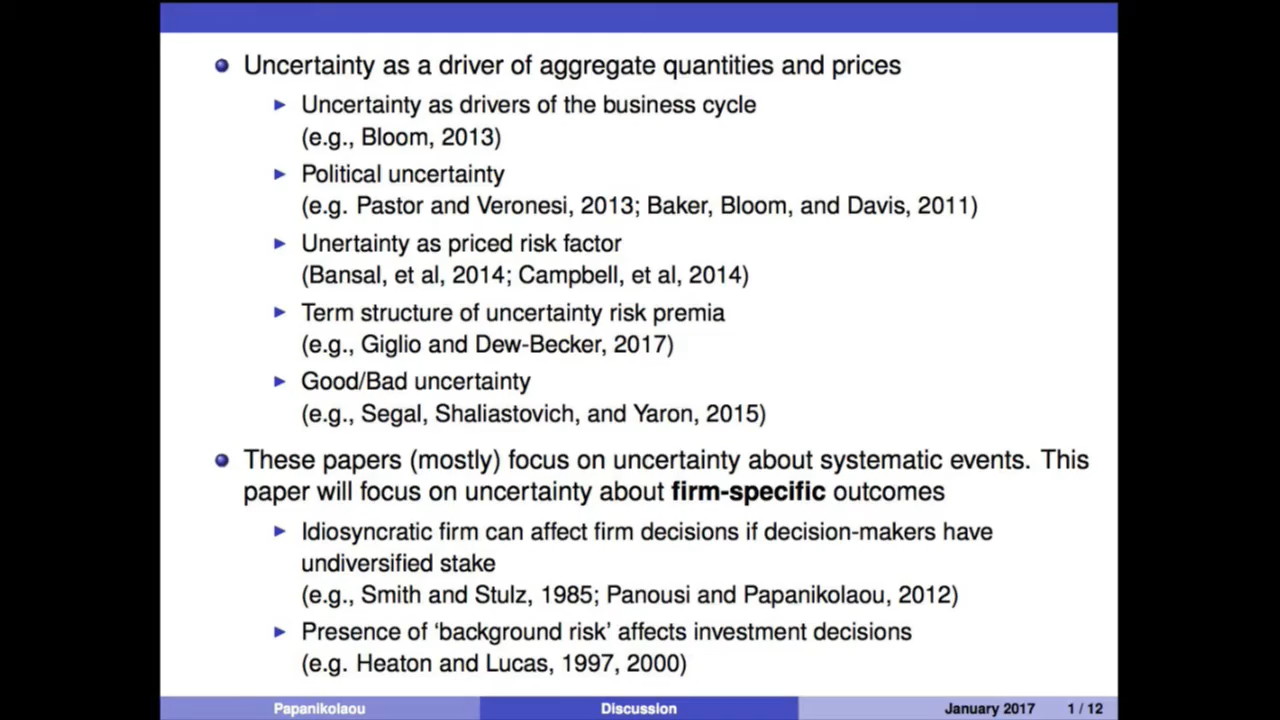 Uncertainty as a driver of aggregate quantities and prices
Uncertainty as drivers of the business cycle
(e.g., Bloom, 2013)
Political uncertainty
(e.g. Pastor and Veronesi, 2013; Baker, Bloom, and Davis, 2011)
Unertainty as priced risk factor
(Bansal, et al, 2014; Campbell, et al, 2014)
Term structure of uncertainty risk premia
(e.g., Giglio and Dew-Becker, 2017)
Good/Bad uncertainty
(e.g., Segal, Shaliastovich, and Yaron, 2015)
These papers (mostly) focus on uncertainty about systematic events. This
paper will focus on uncertainty about firm-specific outcomes
Idiosyncratic firm can affect firm decisions if decision-makers have
undiversified stake
(e.g., Smith and Stulz, 1985; Panousi and Papanikolaou, 2012)
Presence of ‘background risk’ affects investment decisions
(e.g. Heaton and Lucas, 1997, 2000)
Papanikolaou Discussion January 2017 1 / 12